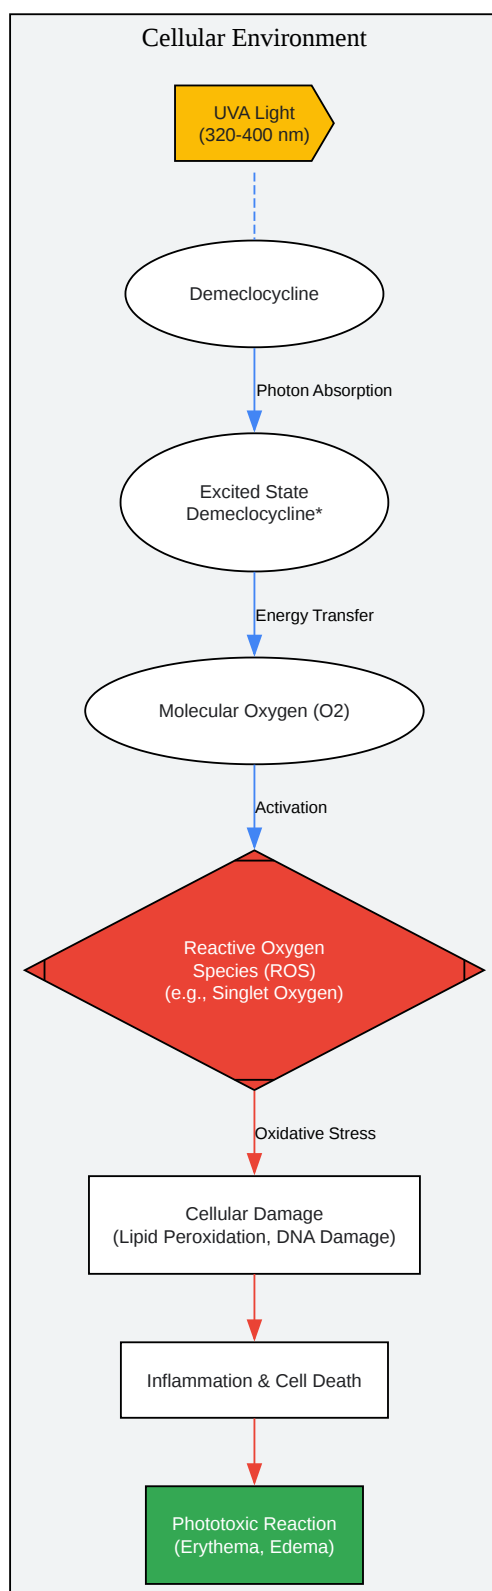 Cellular Environment
UVA Light
(320-400 nm)
Demeclocycline
Photon Absorption
Excited State
Demeclocycline*
Energy Transfer
Molecular Oxygen (O2)
Activation
Reactive Oxygen
Species (ROS)
(e.g., Singlet Oxygen)
Oxidative Stress
Cellular Damage
(Lipid Peroxidation, DNA Damage)
Inflammation & Cell Death
Phototoxic Reaction
(Erythema, Edema)